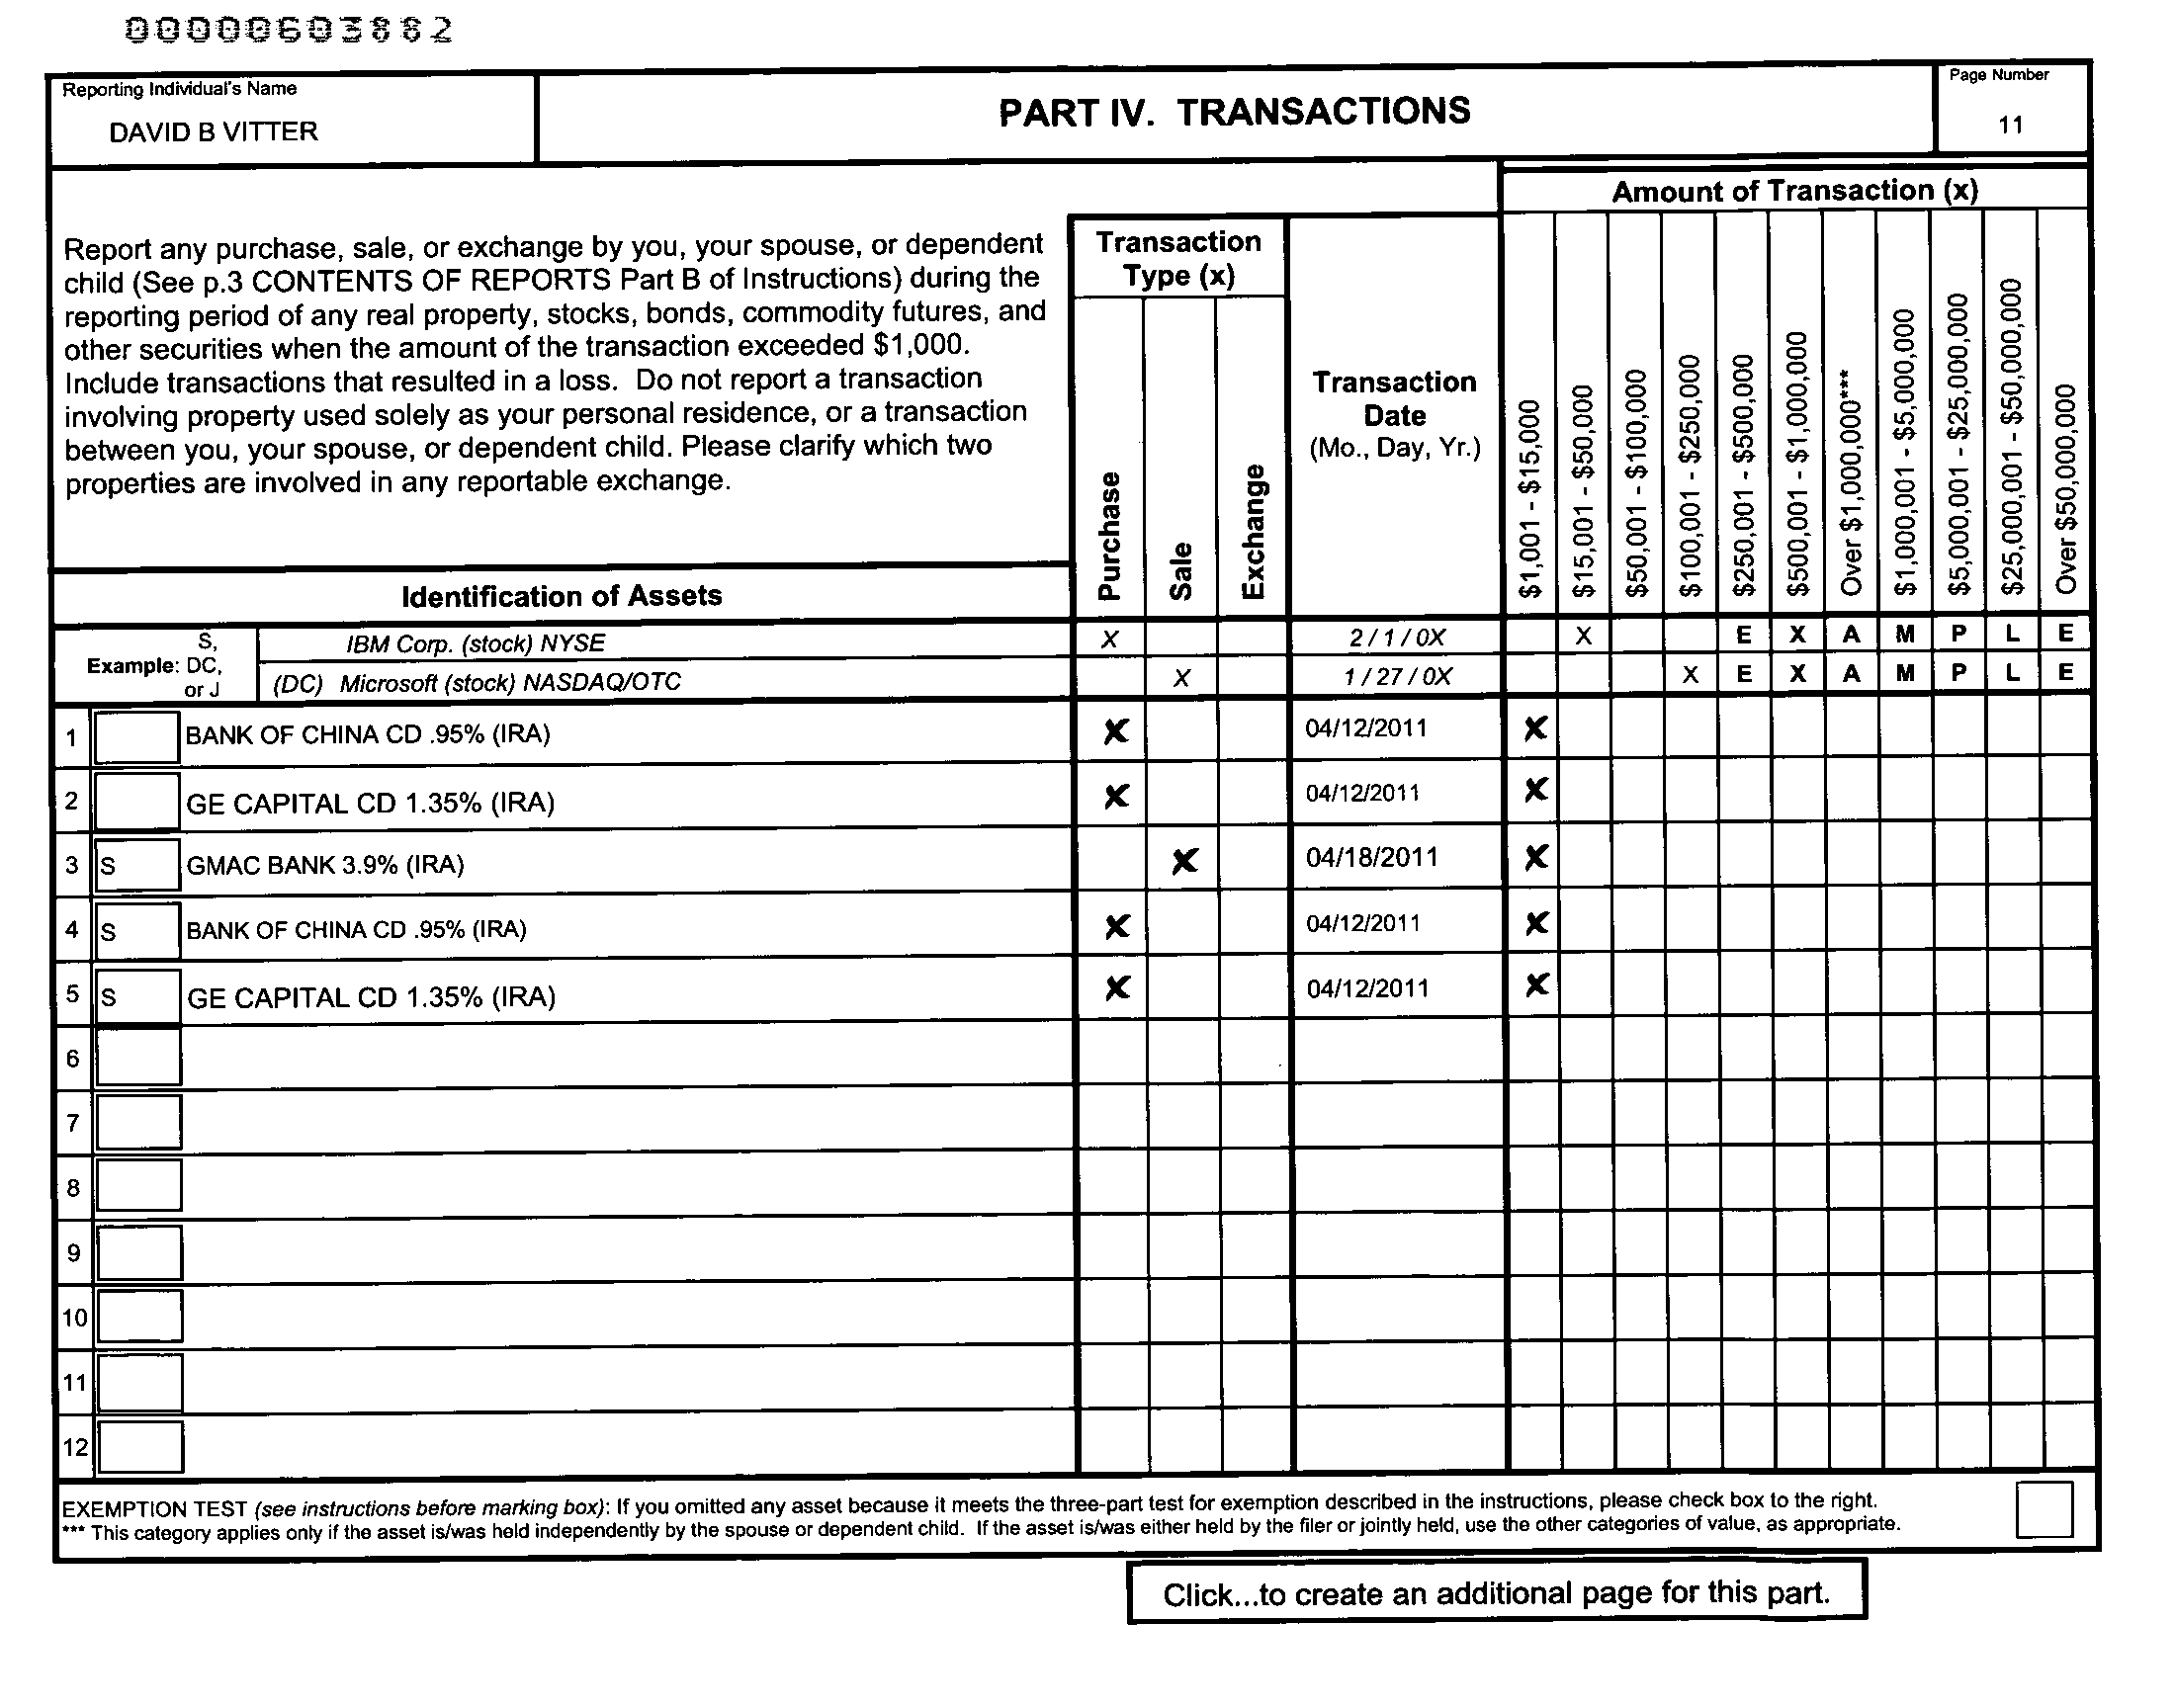 00000603882
Reporting Individual's Name
DAVID B VITTER
PART IV. TRANSACTIONS
Page Number
11
Amount of Transaction (x)
Report any purchase, sale, or exchange by you, your spouse, or dependent
child (See p.3 CONTENTS OF REPORTS Part B of Instructions) during the
reporting period of any real property, stocks, bonds, commodity futures, and
other securities when the amount of the transaction exceeded $1,000.
Include transactions that resulted in a loss. Do not report a transaction
involving property used solely as your personal residence, or a transaction
between you, your spouse, or dependent child. Please clarify which two
properties are involved in any reportable exchange.
Transaction
Type (x)
Purchase
Sale
Exchange
Transaction
Date
(Mo., Day, Yr.)
$1,001 - $15,000
$15,001 - $50,000
$50,001 - $100,000
$100,001 - $250,000
$250,001 - $500,000
$500,001 - $1,000,000
Over $1,000,000***
$1,000,001 - $5,000,000
$5,000,001 - $25,000,000
$25,000,001 - $50,000,000
Over $50,000,000
Identification of Assets
Example: S, DC, or J
IBM Corp. (stock) NYSE X 2 / 1 / 0X X E X A M P L E
(DC) Microsoft (stock) NASDAQ/OTC X 1 / 27 / 0X X E X A M P L E
1 BANK OF CHINA CD .95% (IRA) X 04/12/2011 X
2 GE CAPITAL CD 1.35% (IRA) X 04/12/2011 X
3 S GMAC BANK 3.9% (IRA) X 04/18/2011 X
4 S BANK OF CHINA CD .95% (IRA) X 04/12/2011 X
5 S GE CAPITAL CD 1.35% (IRA) X 04/12/2011 X
6
7
8
9
10
11
12
EXEMPTION TEST (see instructions before marking box): If you omitted any asset because it meets the three-part test for exemption described in the instructions, please check box to the right.
*** This category applies only if the asset is/was held independently by the spouse or dependent child. If the asset is/was either held by the filer or jointly held, use the other categories of value, as appropriate.
Click...to create an additional page for this part.